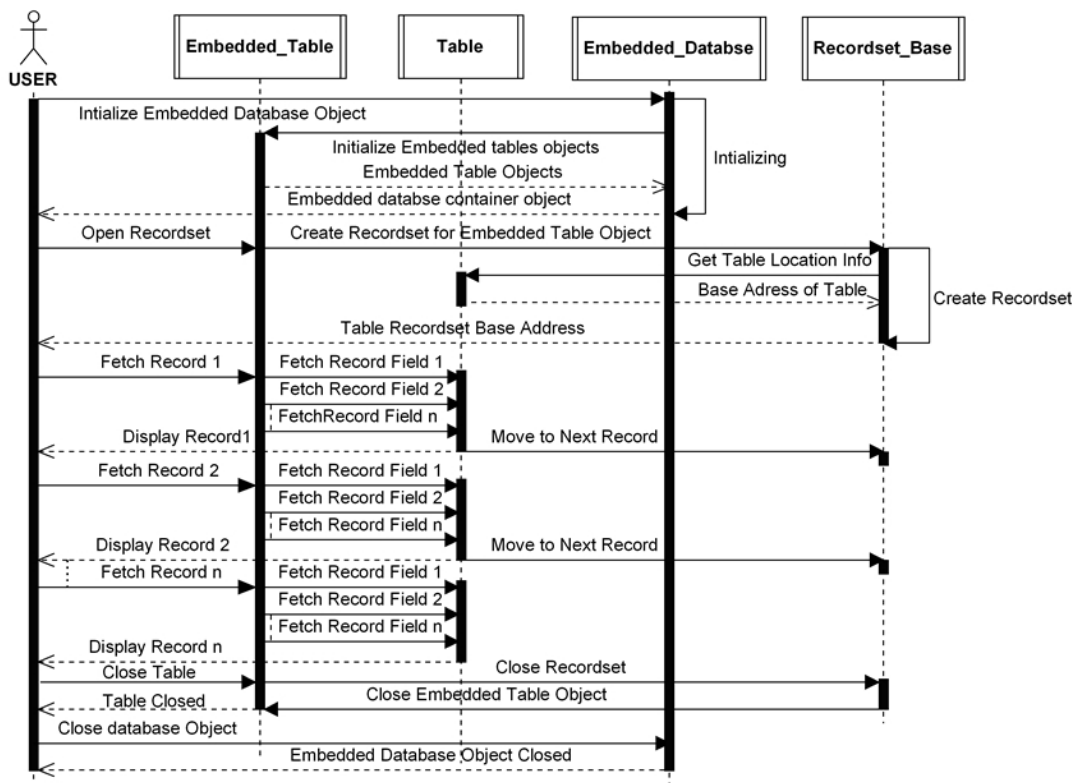 USER
Embedded_Table
Table
Embedded_Databse
Recordset_Base
Intialize Embedded Database Object
Initialize Embedded tables objects
Intializing
Embedded Table Objects
Embedded databse container object
Open Recordset
Create Recordset for Embedded Table Object
Get Table Location Info
Base Adress of Table
Create Recordset
Table Recordset Base Address
Fetch Record 1
Fetch Record Field 1
Fetch Record Field 2
FetchRecord Field n
Display Record1
Move to Next Record
Fetch Record 2
Fetch Record Field 1
Fetch Record Field 2
Fetch Record Field n
Display Record 2
Move to Next Record
Fetch Record n
Fetch Record Field 1
Fetch Record Field 2
Fetch Record Field n
Display Record n
Close Table
Close Recordset
Close Embedded Table Object
Table Closed
Close database Object
Embedded Database Object Closed